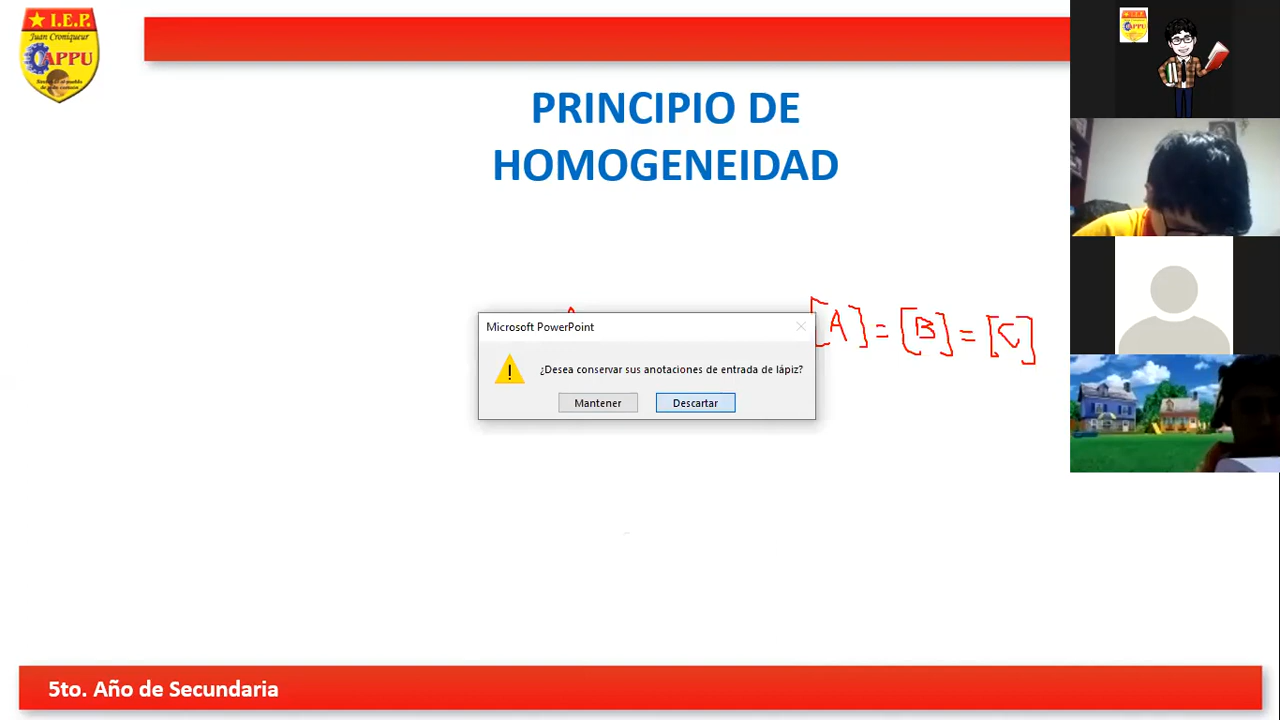 I.E.P.
Juan Croniqueur
APPU
PRINCIPIO DE
HOMOGENEIDAD
[A] = [B] = [C]
Microsoft PowerPoint
¿Desea conservar sus anotaciones de entrada de lápiz?
Mantener
Descartar
5to. Año de Secundaria